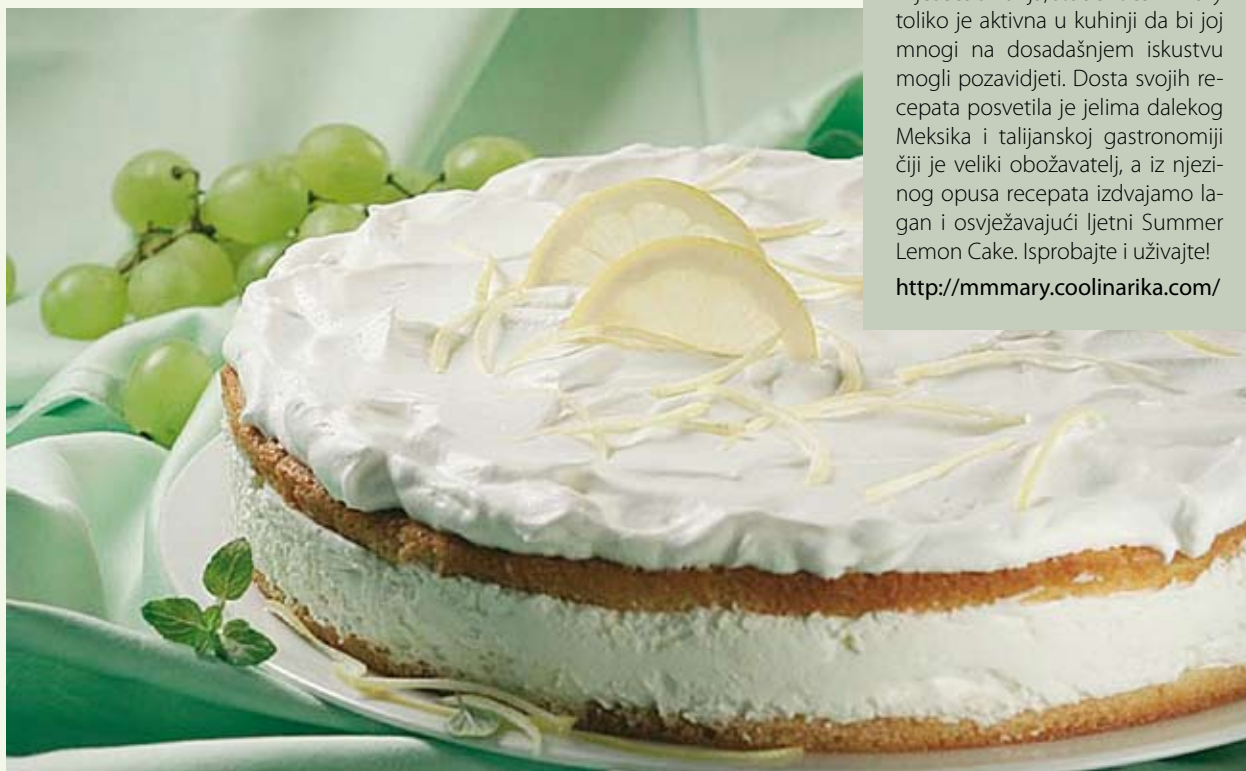 toliko je aktivna u kuhinji da bi joj
mnogi na dosadašnjem iskustvu
mogli pozavidjeti. Dosta svojih re-
cepata posvetila je jelima dalekog
Meksika i talijanskoj gastronomiji
čiji je veliki obožavatelj, a iz njezi-
nog opusa recepata izdvajamo la-
gan i osvježavajući ljetni Summer
Lemon Cake. Isprobajte i uživajte!
http://mmmary.coolinarika.com/